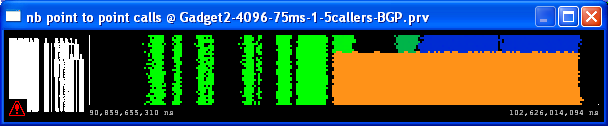 nb point to point calls @ Gadget2-4096-75ms-1-5callers-BGP.prv
90,859,655,310 ns
102,626,014,094 ns